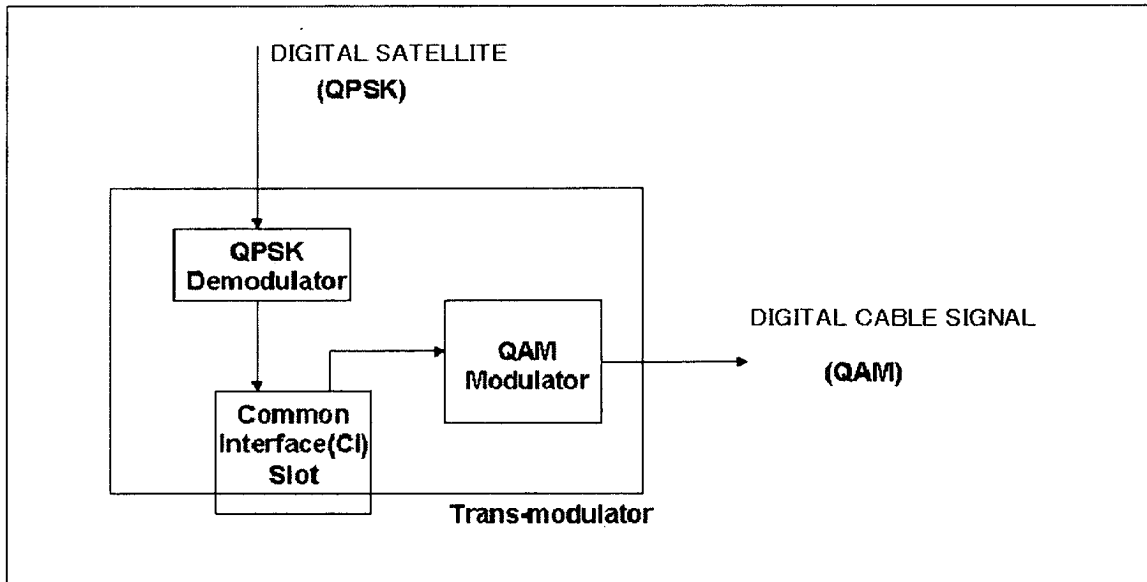 DIGITAL SATELLITE
(QPSK)
QPSK
Demodulator
QAM
Modulator
DIGITAL CABLE SIGNAL
(QAM)
Common
Interface(CI)
Slot
Trans-modulator